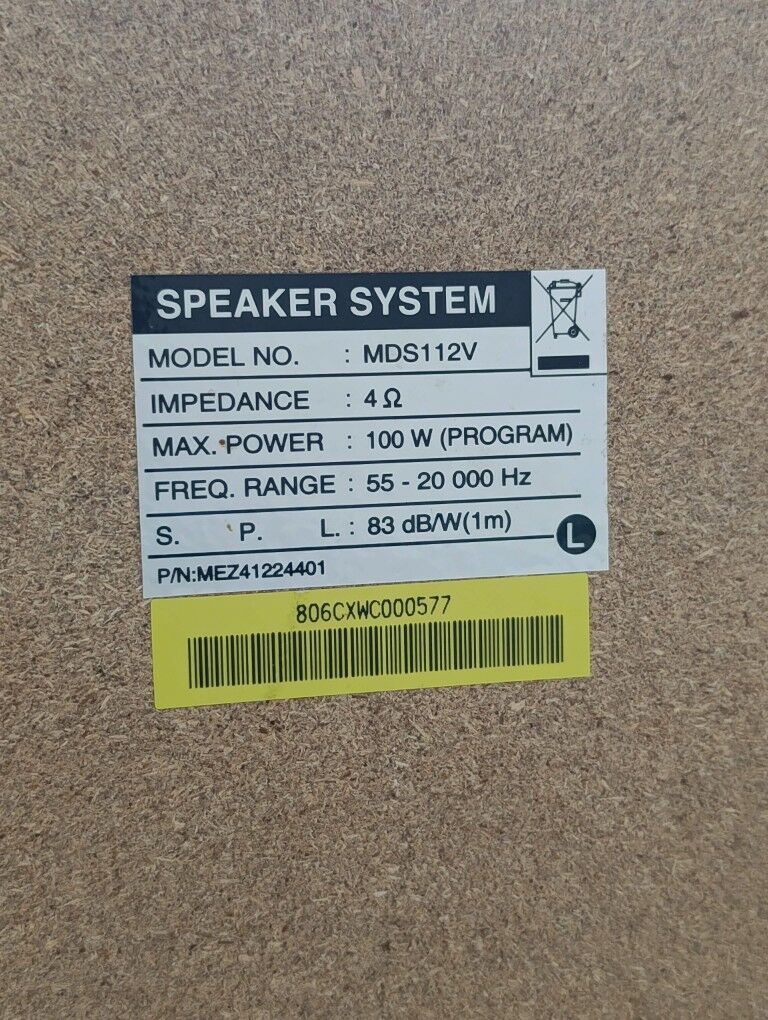 SPEAKER SYSTEM
MODEL NO. : MDS112V
IMPEDANCE : 4 Ω
MAX. POWER : 100 W (PROGRAM)
FREQ. RANGE : 55 - 20 000 Hz
S. P. L. : 83 dB/W(1m)
L
P/N:MEZ41224401
806CXWC000577